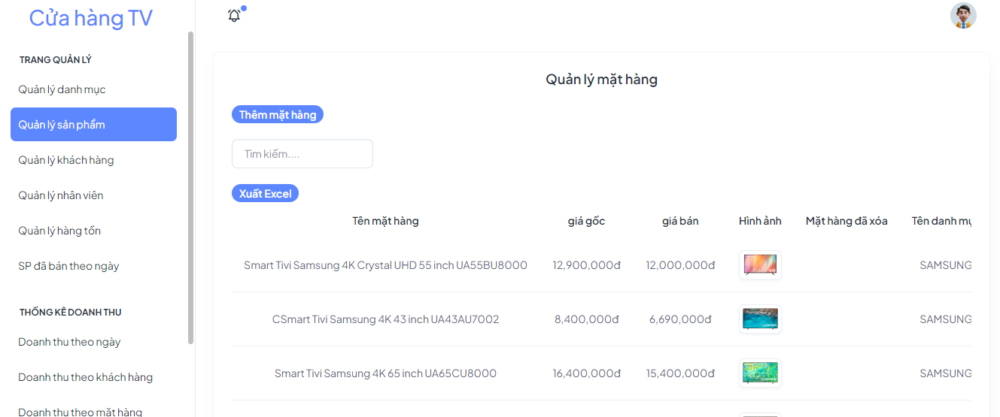 Cửa hàng TV
TRANG QUẢN LÝ
Quản lý danh mục
Quản lý sản phẩm
Quản lý khách hàng
Quản lý nhân viên
Quản lý hàng tồn
SP đã bán theo ngày
THỐNG KÊ DOANH THU
Doanh thu theo ngày
Doanh thu theo khách hàng
Doanh thu theo mặt hàng
Quản lý mặt hàng
Thêm mặt hàng
Tìm kiếm....
Xuất Excel
Tên mặt hàng giá gốc giá bán Hình ảnh Mặt hàng đã xóa Tên danh mụ
Smart Tivi Samsung 4K Crystal UHD 55 inch UA55BU8000 12,900,000đ 12,000,000đ SAMSUNG
CSmart Tivi Samsung 4K 43 inch UA43AU7002 8,400,000đ 6,690,000đ SAMSUNG
Smart Tivi Samsung 4K 65 inch UA65CU8000 16,400,000đ 15,400,000đ SAMSUNG